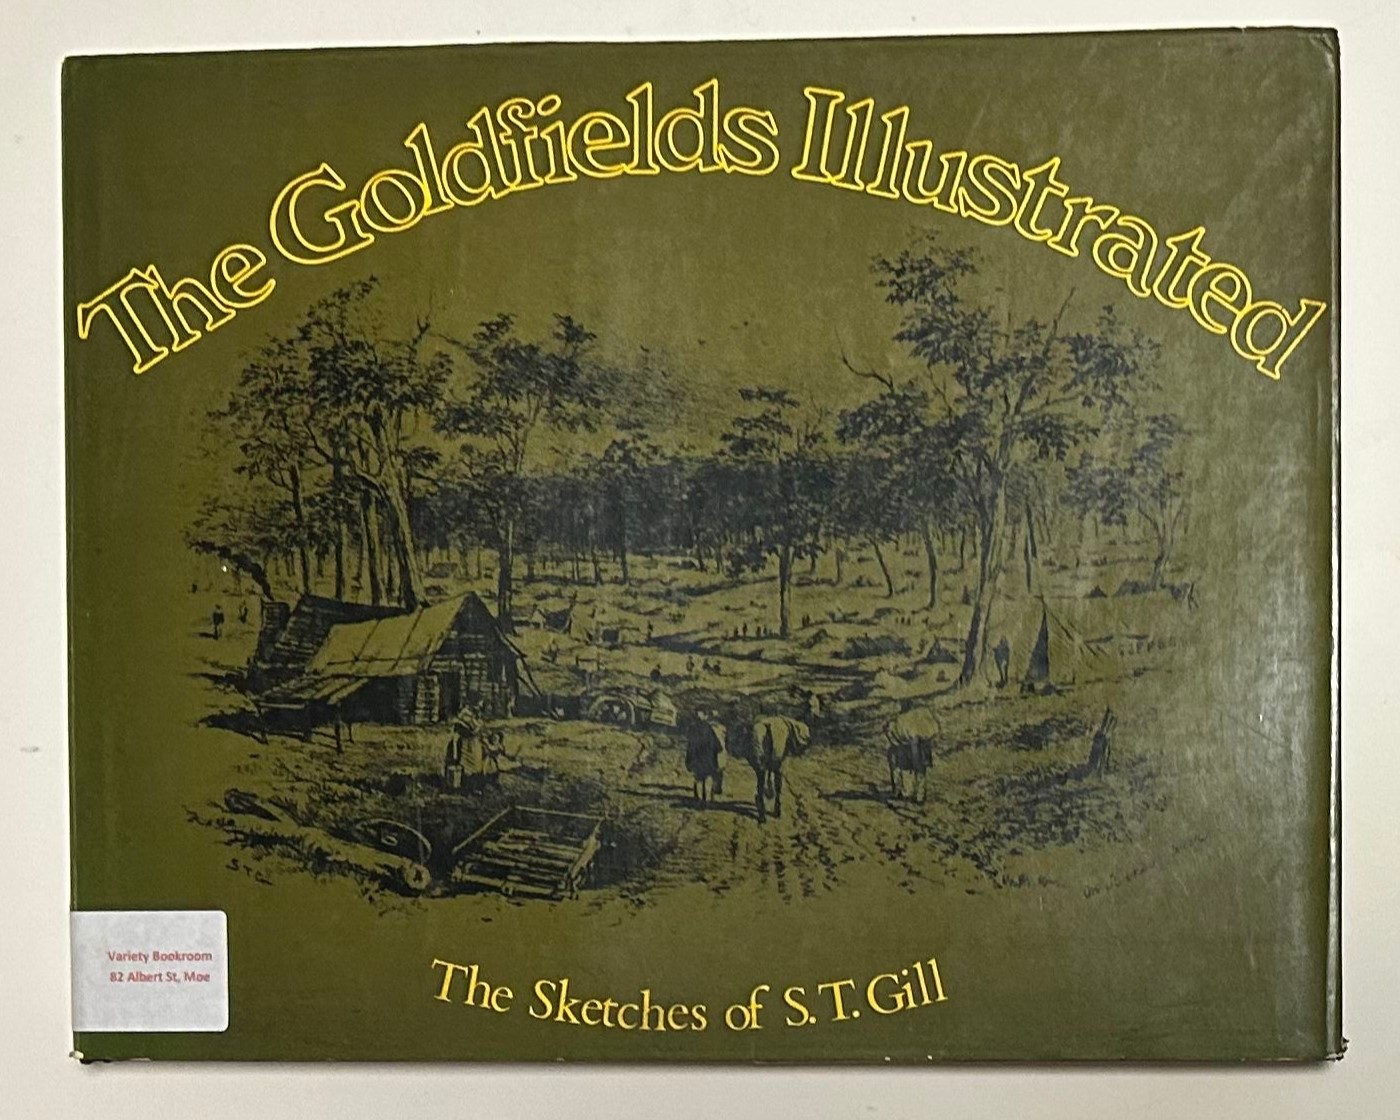 The Goldfields Illustrated
S.T.G.
Variety Bookroom
82 Albert St, Moe
The Sketches of S. T. Gill